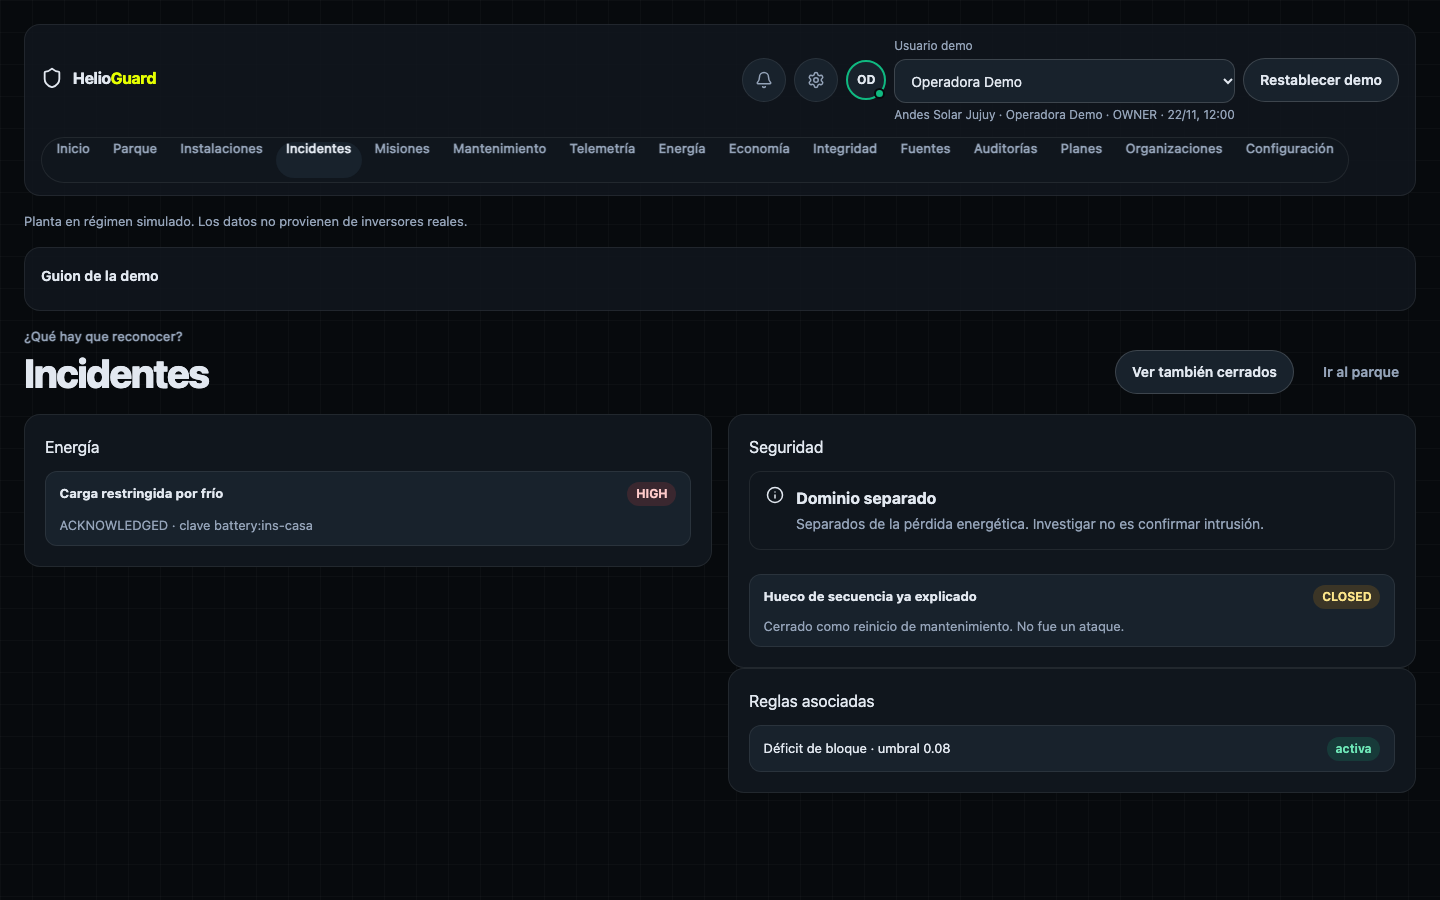 HelioGuard
OD
Usuario demo
Operadora Demo
Restablecer demo
Andes Solar Jujuy · Operadora Demo · OWNER · 22/11, 12:00
Inicio Parque Instalaciones Incidentes Misiones Mantenimiento Telemetría Energía Economía Integridad Fuentes Auditorías Planes Organizaciones Configuración
Planta en régimen simulado. Los datos no provienen de inversores reales.
Guion de la demo
¿Qué hay que reconocer?
Incidentes
Ver también cerrados
Ir al parque
Energía
Carga restringida por frío
HIGH
ACKNOWLEDGED · clave battery:ins-casa
Seguridad
Dominio separado
Separados de la pérdida energética. Investigar no es confirmar intrusión.
Hueco de secuencia ya explicado
CLOSED
Cerrado como reinicio de mantenimiento. No fue un ataque.
Reglas asociadas
Déficit de bloque · umbral 0.08
activa